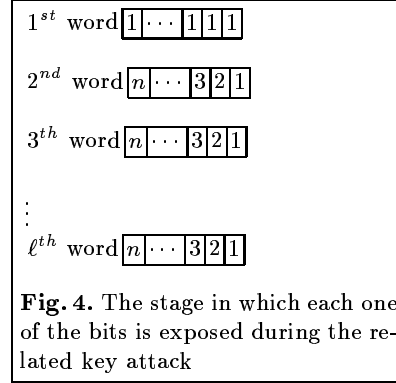 1st word 1 ⋯ 1 1 1
2nd word n ⋯ 3 2 1
3th word n ⋯ 3 2 1
⋮
ℓth word n ⋯ 3 2 1
Fig. 4. The stage in which each one
of the bits is exposed during the re-
lated key attack